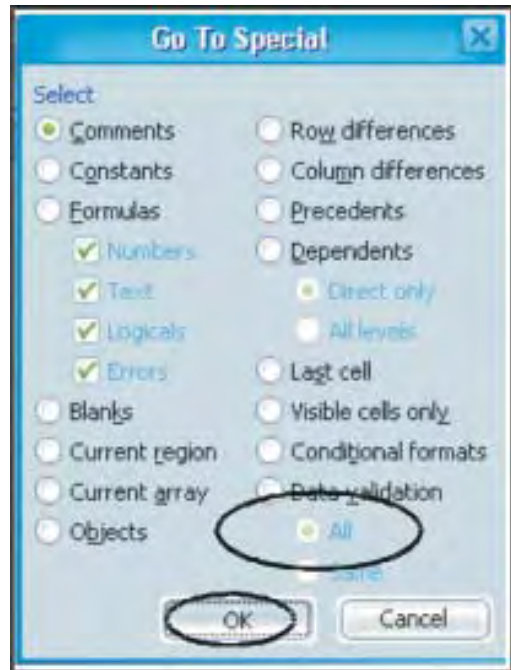 Go To Special
Select
Comments
Constants
Formulas
Numbers
Text
Logicals
Errors
Blanks
Current region
Current array
Objects
Row differences
Column differences
Precedents
Dependents
Direct only
All levels
Last cell
Visible cells only
Conditional formats
Data validation
All
Same
OK
Cancel